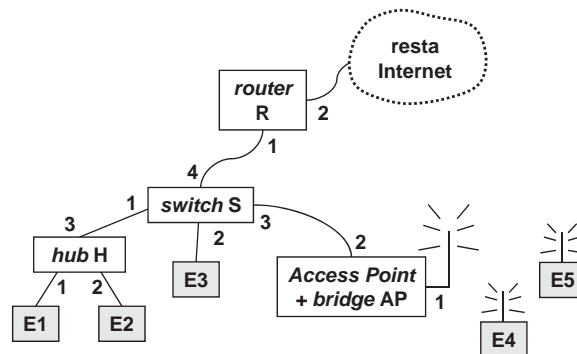 resta
Internet
router
R
2
1
4
switch S
1
3
2
3
hub H
1
2
E1
E2
E3
2
Access Point
+ bridge AP
1
E4
E5